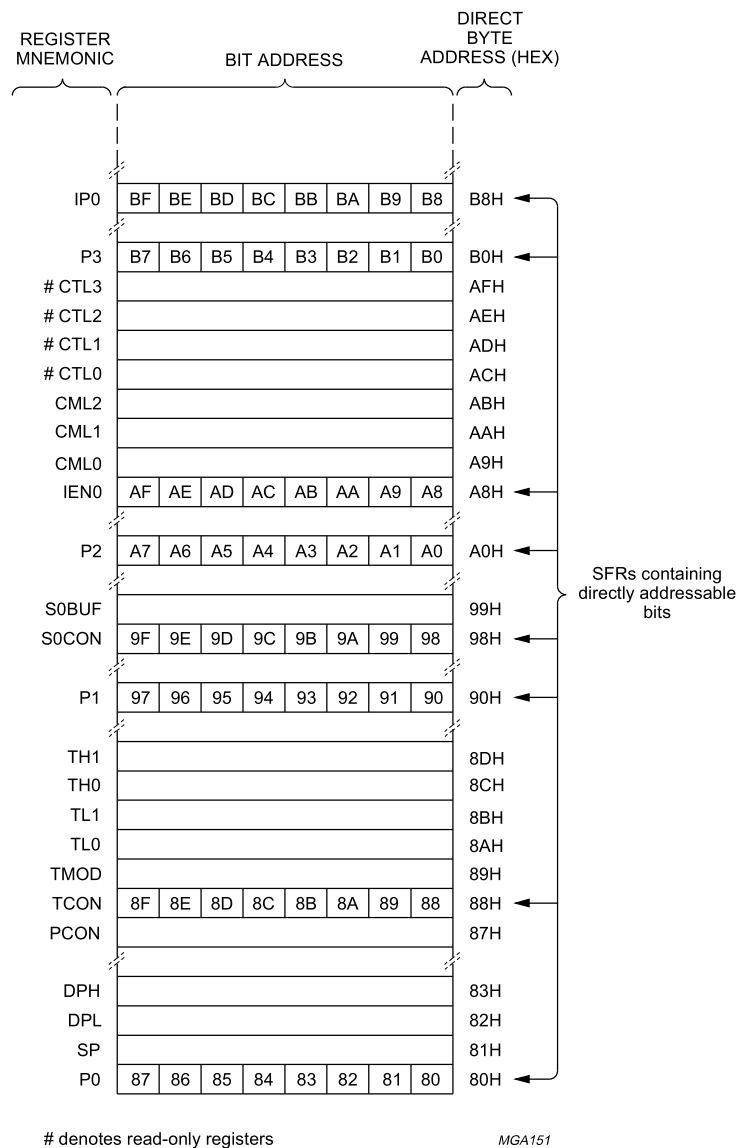 REGISTER
MNEMONIC
BIT ADDRESS
DIRECT
BYTE
ADDRESS (HEX)
IP0 BF BE BD BC BB BA B9 B8 B8H
P3 B7 B6 B5 B4 B3 B2 B1 B0 B0H
# CTL3 AFH
# CTL2 AEH
# CTL1 ADH
# CTL0 ACH
CML2 ABH
CML1 AAH
CML0 A9H
IEN0 AF AE AD AC AB AA A9 A8 A8H
P2 A7 A6 A5 A4 A3 A2 A1 A0 A0H
SFRs containing
directly addressable
bits
S0BUF 99H
S0CON 9F 9E 9D 9C 9B 9A 99 98 98H
P1 97 96 95 94 93 92 91 90 90H
TH1 8DH
TH0 8CH
TL1 8BH
TL0 8AH
TMOD 89H
TCON 8F 8E 8D 8C 8B 8A 89 88 88H
PCON 87H
DPH 83H
DPL 82H
SP 81H
P0 87 86 85 84 83 82 81 80 80H
# denotes read-only registers
MGA151